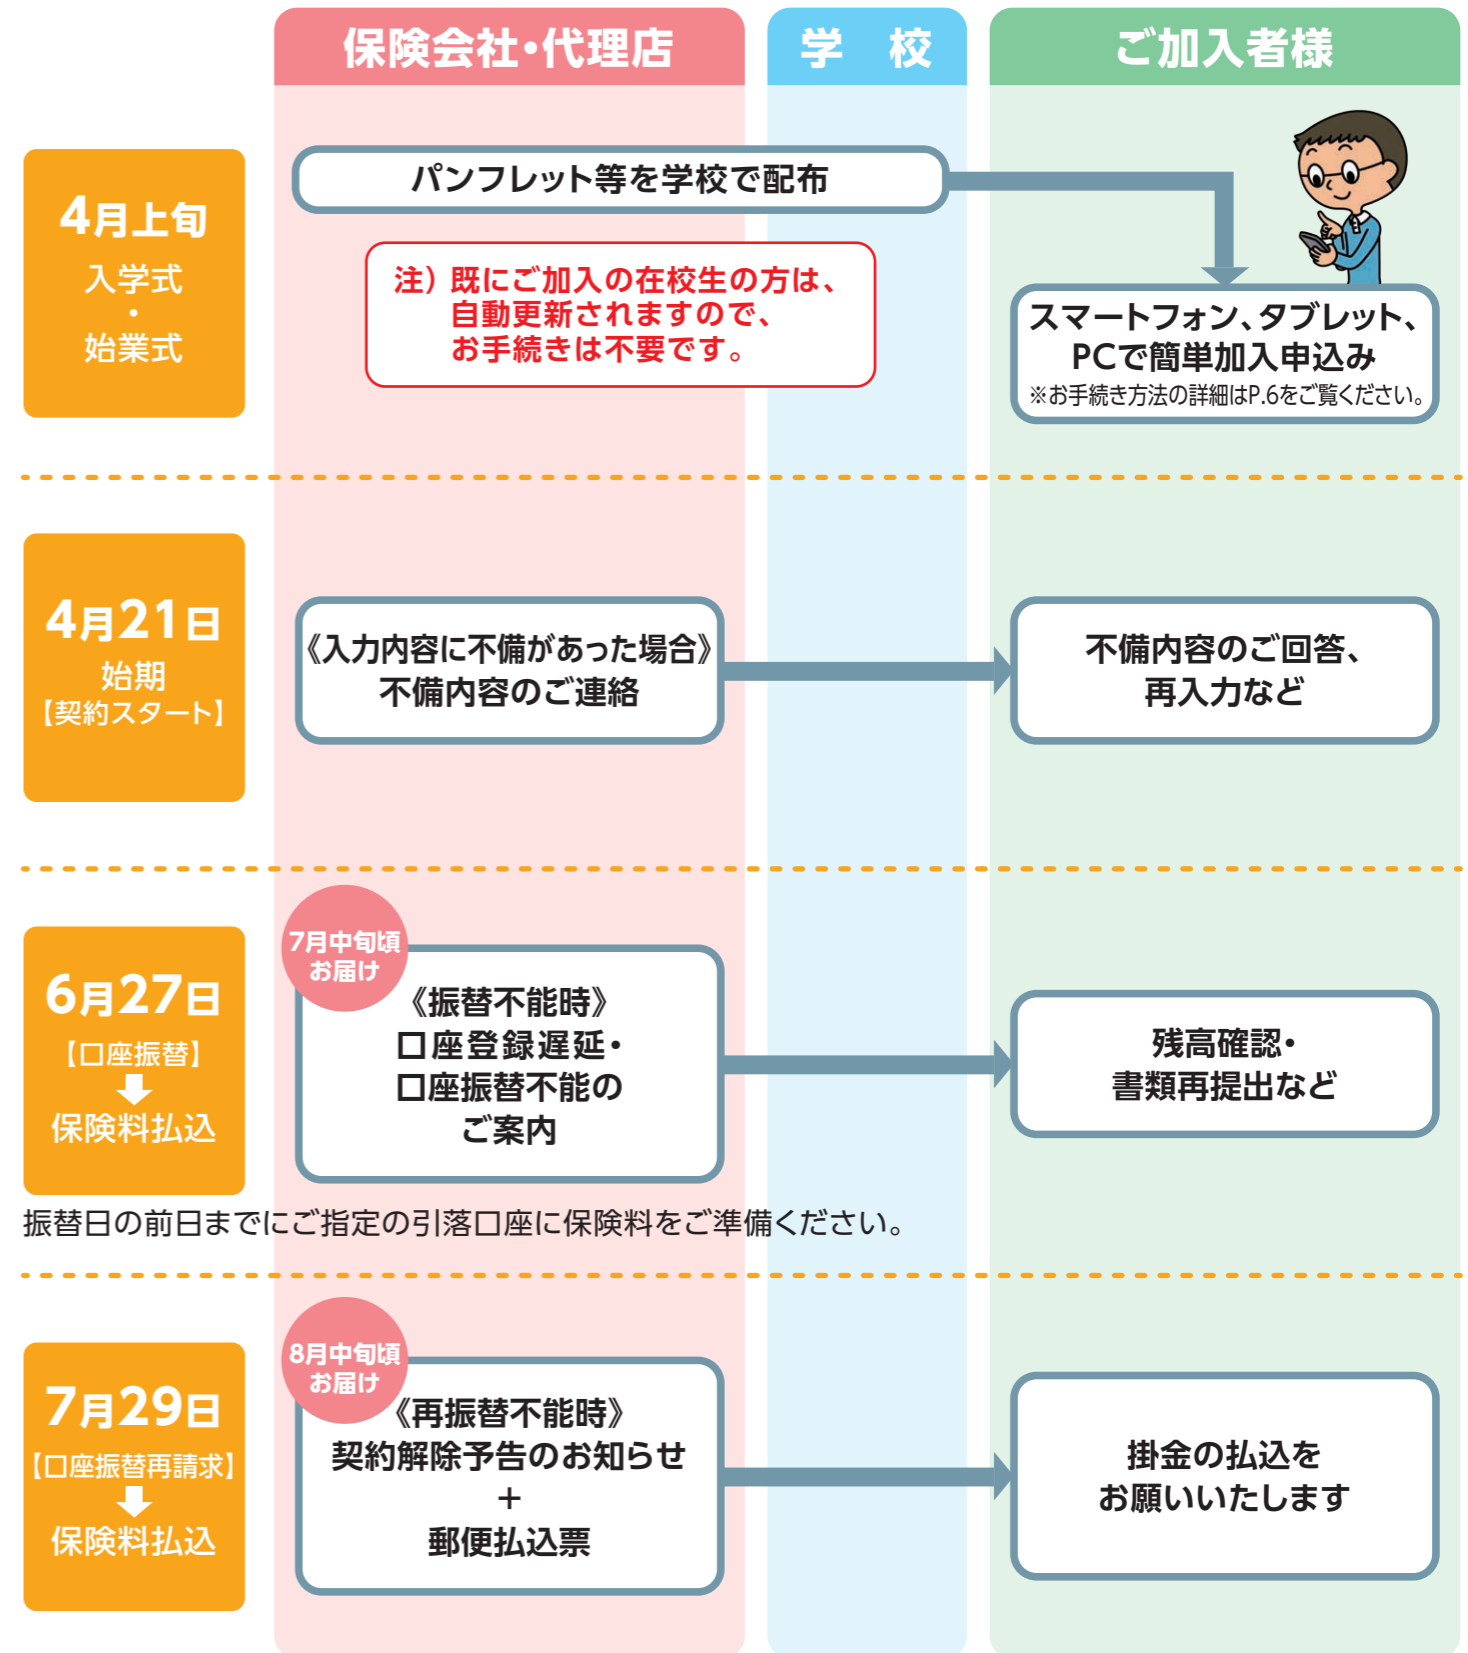 保険会社・代理店
学 校
ご加入者様
4月上旬
入学式
・
始業式
パンフレット等を学校で配布
注）既にご加入の在校生の方は、
自動更新されますので、
お手続きは不要です。
スマートフォン、タブレット、
PCで簡単加入申込み
※お手続き方法の詳細はP.6をご覧ください。
4月21日
始期
【契約スタート】
《入力内容に不備があった場合》
不備内容のご連絡
不備内容のご回答、
再入力など
6月27日
【口座振替】
保険料払込
7月中旬頃
お届け
《振替不能時》
口座登録遅延・
口座振替不能の
ご案内
残高確認・
書類再提出など
振替日の前日までにご指定の引落口座に保険料をご準備ください。
7月29日
【口座振替再請求】
保険料払込
8月中旬頃
お届け
《再振替不能時》
契約解除予告のお知らせ
＋
郵便払込票
掛金の払込を
お願いいたします